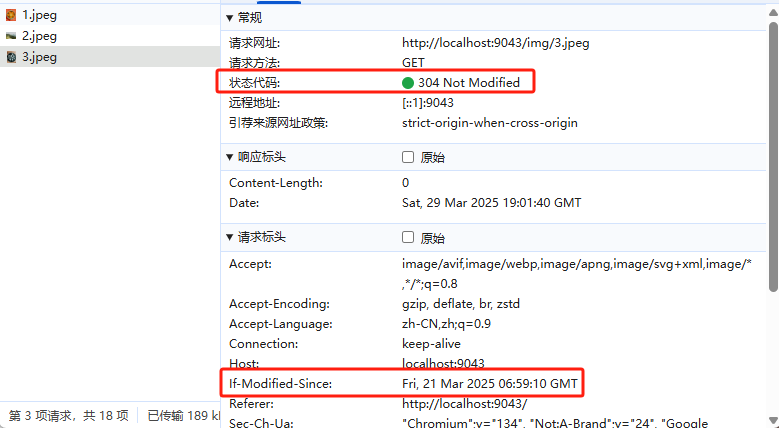 1.jpeg
2.jpeg
3.jpeg
常规
请求网址: http://localhost:9043/img/3.jpeg
请求方法: GET
状态代码: 304 Not Modified
远程地址: [::1]:9043
引荐来源网址政策: strict-origin-when-cross-origin
响应标头 原始
Content-Length: 0
Date: Sat, 29 Mar 2025 19:01:40 GMT
请求标头 原始
Accept: image/avif,image/webp,image/apng,image/svg+xml,image/*
,*/*;q=0.8
Accept-Encoding: gzip, deflate, br, zstd
Accept-Language: zh-CN,zh;q=0.9
Connection: keep-alive
Host: localhost:9043
If-Modified-Since: Fri, 21 Mar 2025 06:59:10 GMT
Referer: http://localhost:9043/
Sec-Ch-Ua: "Chromium";v="134", "Not:A-Brand";v="24", "Google
第 3 项请求，共 18 项 已传输 189 k